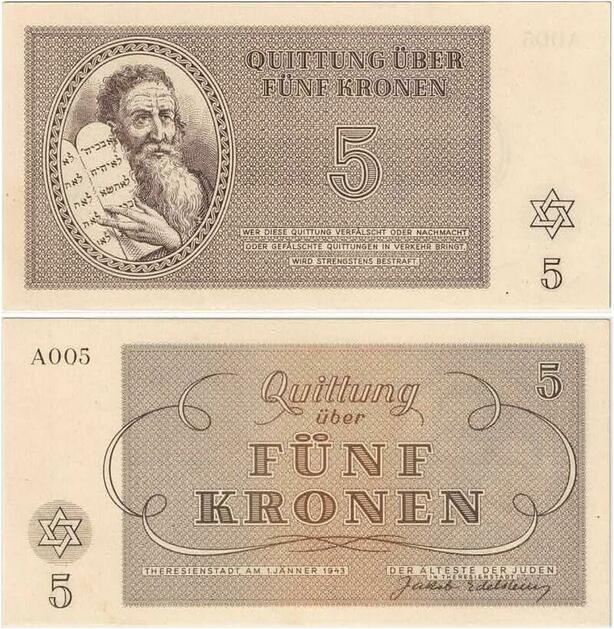 QUITTUNG ÜBER
FÜNF KRONEN
5
WER DIESE QUITTUNG VERFÄLSCHT ODER NACHMACHT
ODER GEFÄLSCHTE QUITTUNGEN IN VERKEHR BRINGT,
WIRD STRENGSTENS BESTRAFT.
5
A005
Quittung
über
FÜNF
KRONEN
5
THERESIENSTADT, AM 1. JÄNNER 1943
DER ÄLTESTE DER JUDEN
IN THERESIENSTADT
Jakob Edelstein
5